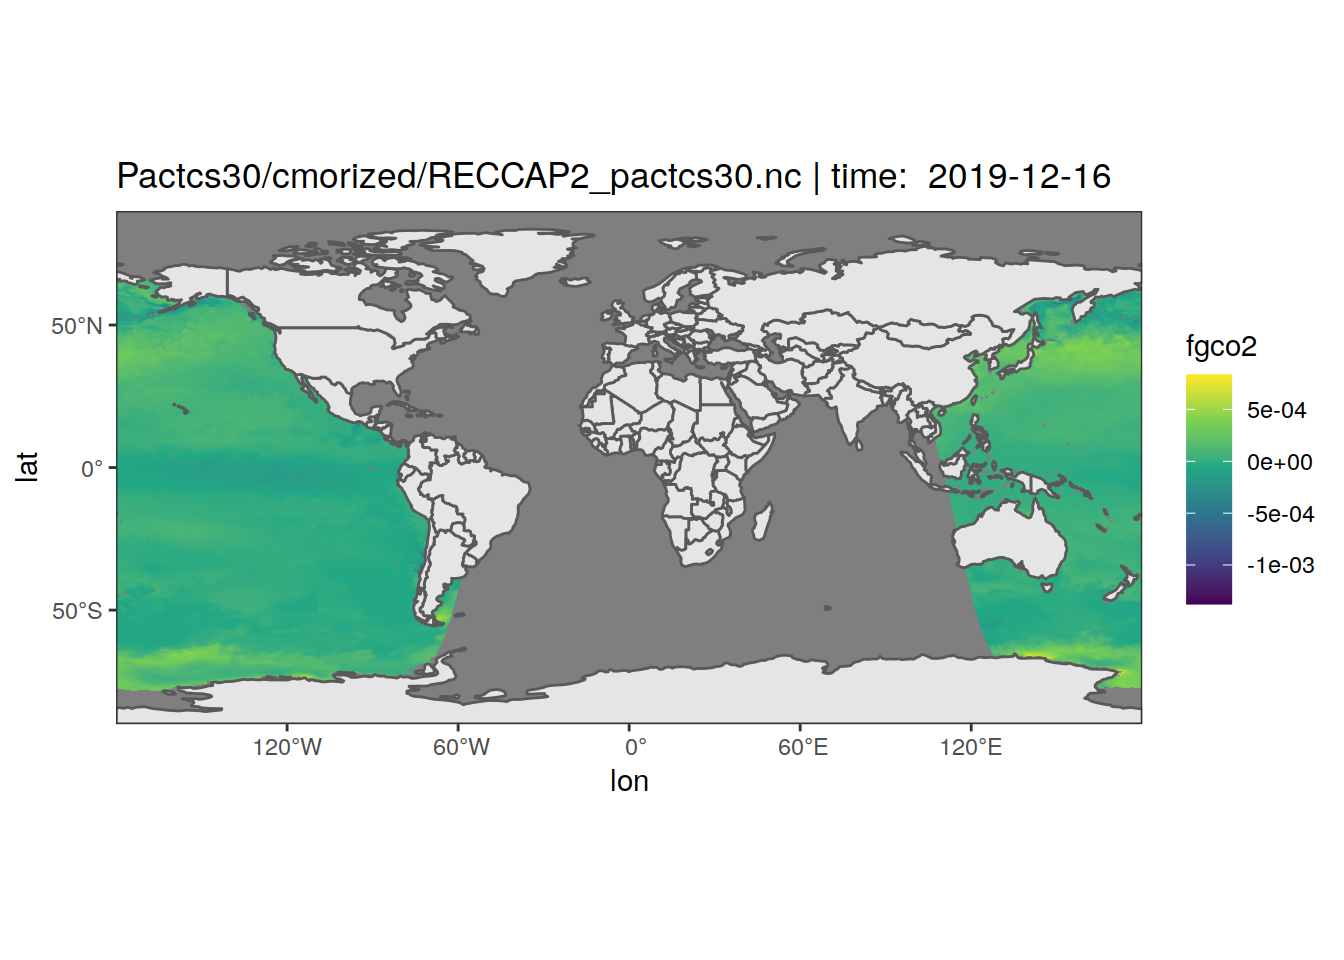 Pactcs30/cmorized/RECCAP2_pactcs30.nc | time:  2019-12-16
lat
50°N
0°
50°S
120°W
60°W
0°
60°E
120°E
lon
fgco2
5e-04
0e+00
-5e-04
-1e-03